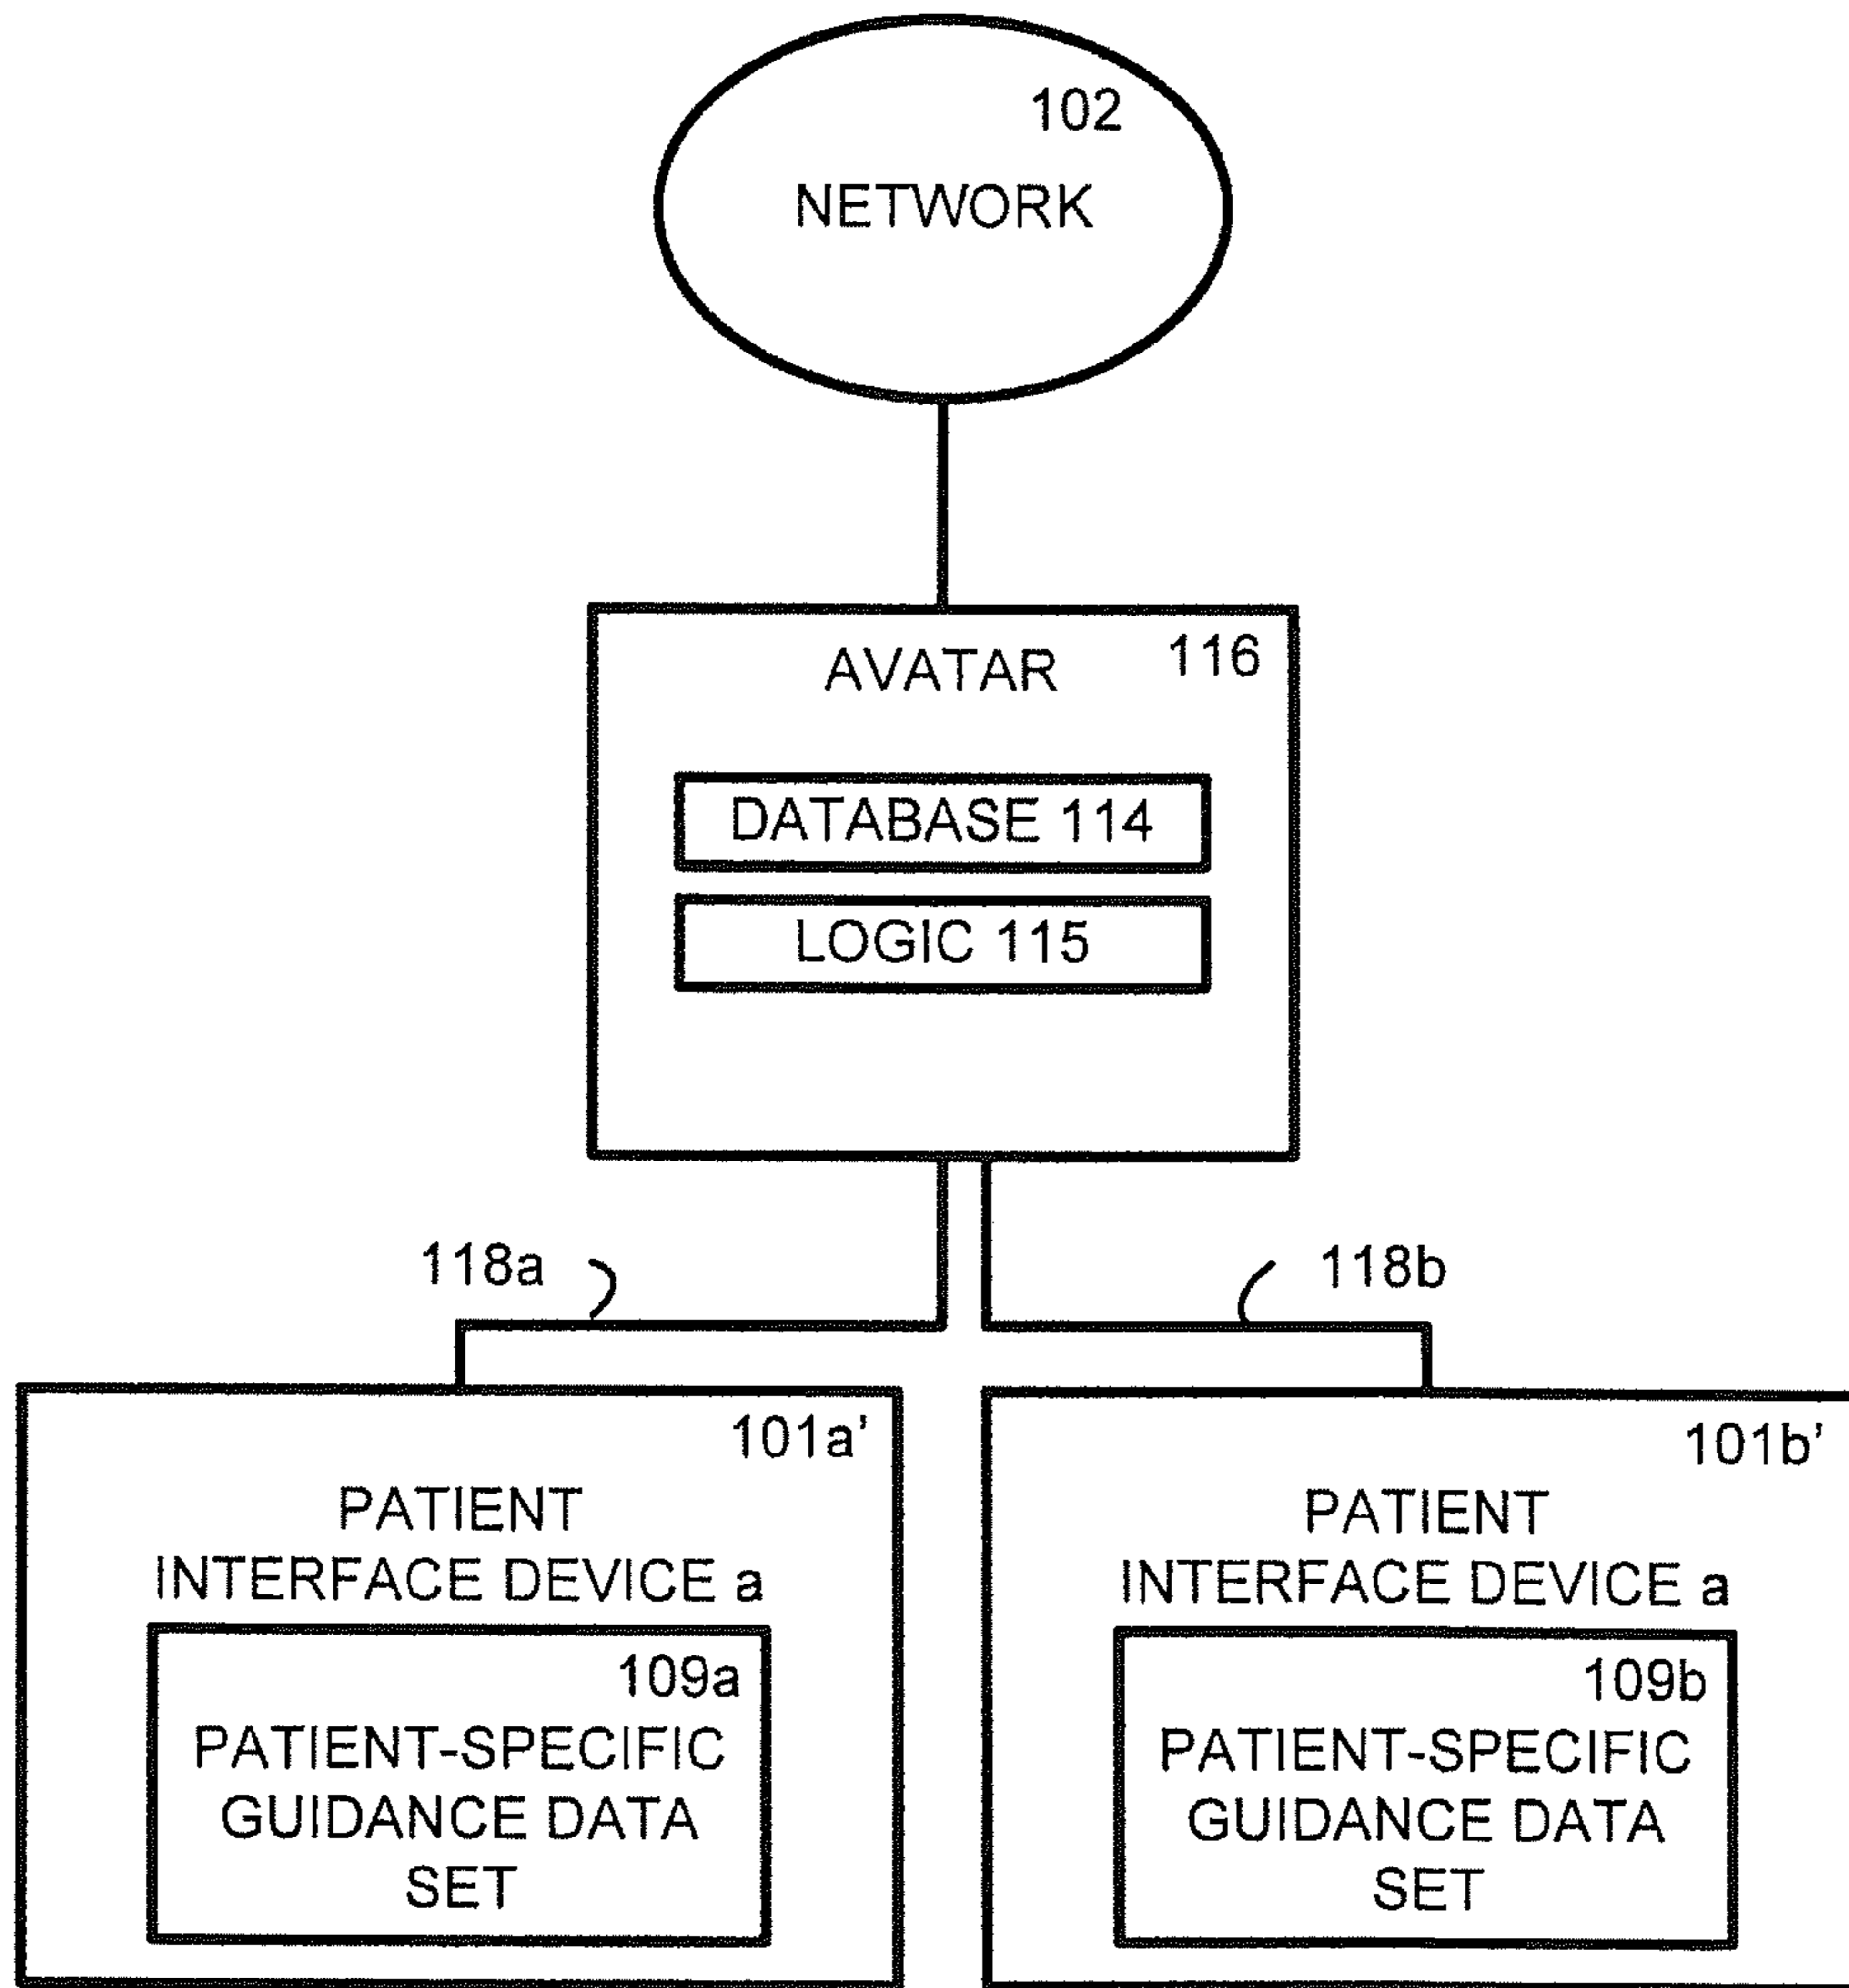 102
NETWORK
116
AVATAR
DATABASE 114
LOGIC 115
118a
118b
101a’
PATIENT
INTERFACE DEVICE a
109a
PATIENT-SPECIFIC
GUIDANCE DATA
SET
101b’
PATIENT
INTERFACE DEVICE a
109b
PATIENT-SPECIFIC
GUIDANCE DATA
SET